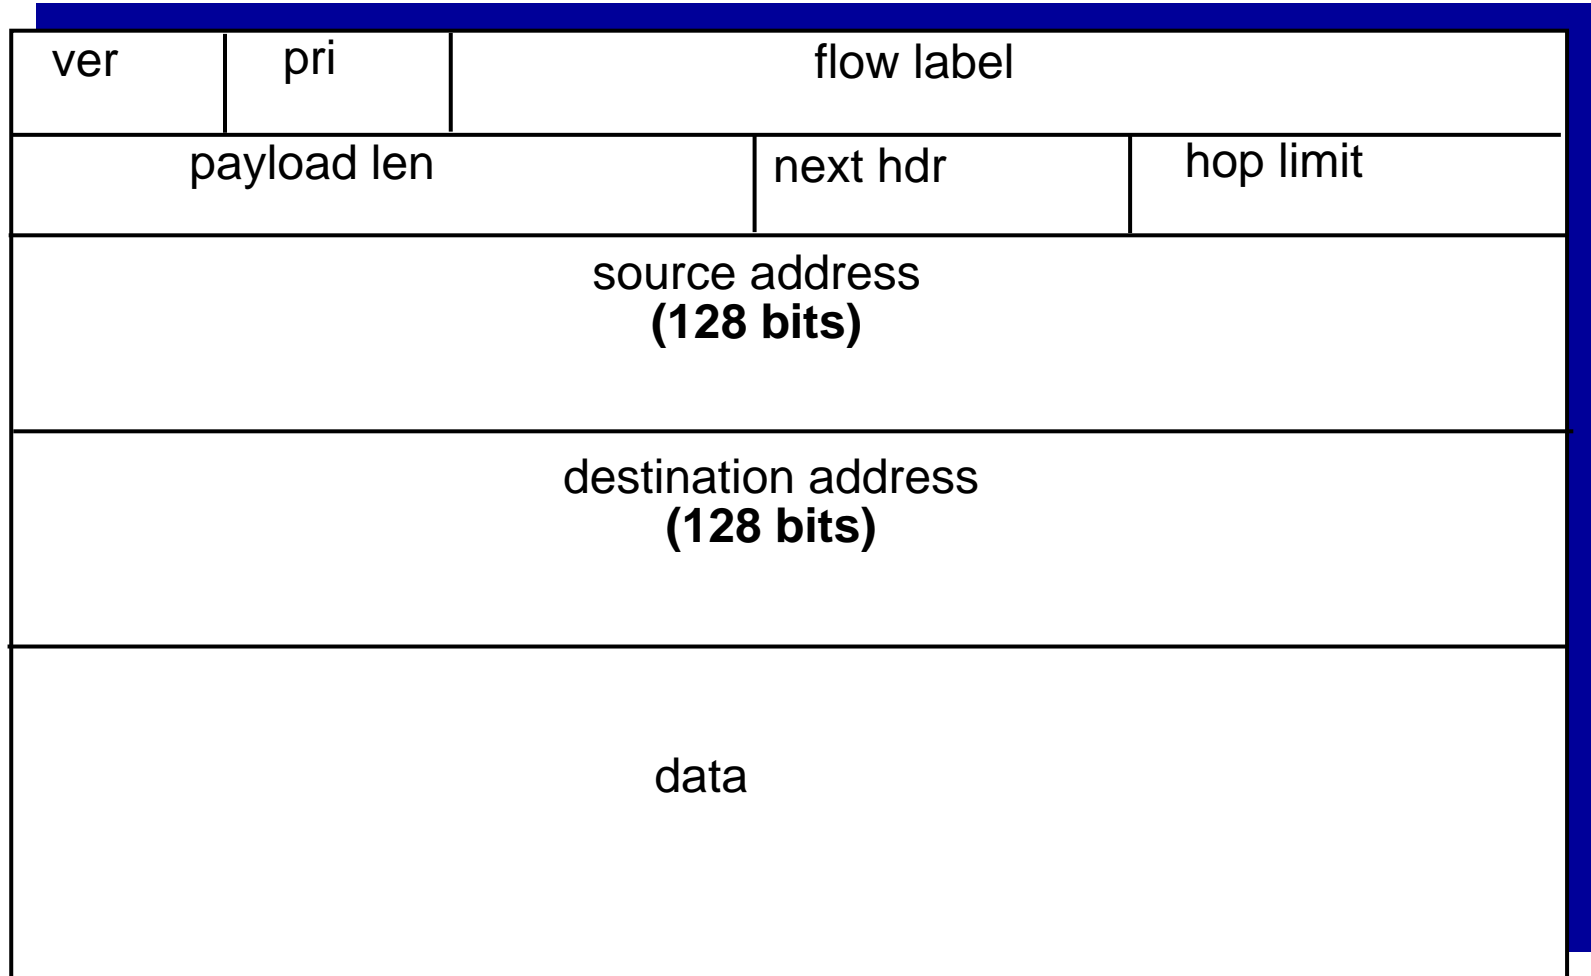 ver
pri
flow label
payload len
next hdr
hop limit
source address
(128 bits)
destination address
(128 bits)
data